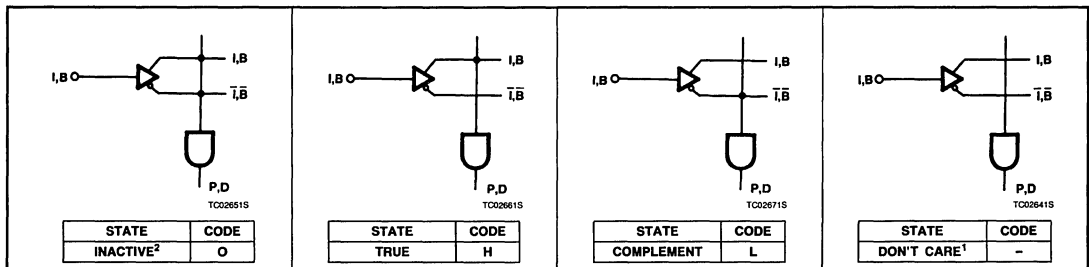 I,B
I,B
I̅,B̅
P,D
TC02651S
STATE CODE
INACTIVE² O
I,B
I,B
I̅,B̅
P,D
TC02661S
STATE CODE
TRUE H
I,B
I,B
I̅,B̅
P,D
TC02671S
STATE CODE
COMPLEMENT L
I,B
I,B
I̅,B̅
P,D
TC02641S
STATE CODE
DON'T CARE¹ –